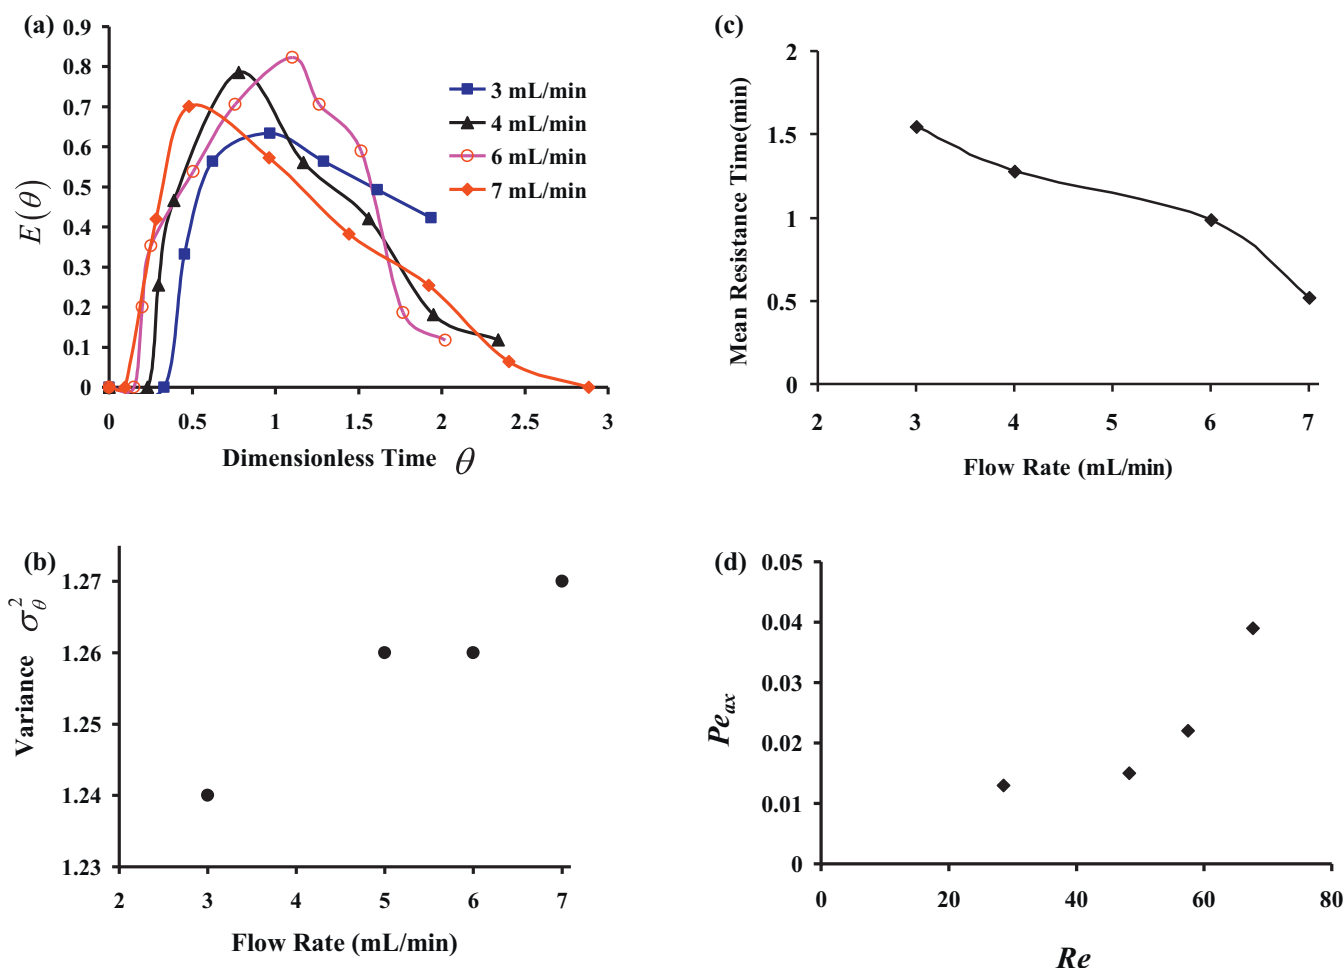 (a)
0.9
0.8
0.7
0.6
0.5
0.4
0.3
0.2
0.1
0
E(θ)
3 mL/min
4 mL/min
6 mL/min
7 mL/min
0 0.5 1 1.5 2 2.5 3
Dimensionless Time θ
(c)
2
1.5
1
0.5
0
Mean Resistance Time(min)
2 3 4 5 6 7
Flow Rate (mL/min)
(b)
1.27
1.26
1.25
1.24
1.23
Variance σ²θ
2 3 4 5 6 7
Flow Rate (mL/min)
(d)
0.05
0.04
0.03
0.02
0.01
0
Peax
0 20 40 60 80
Re